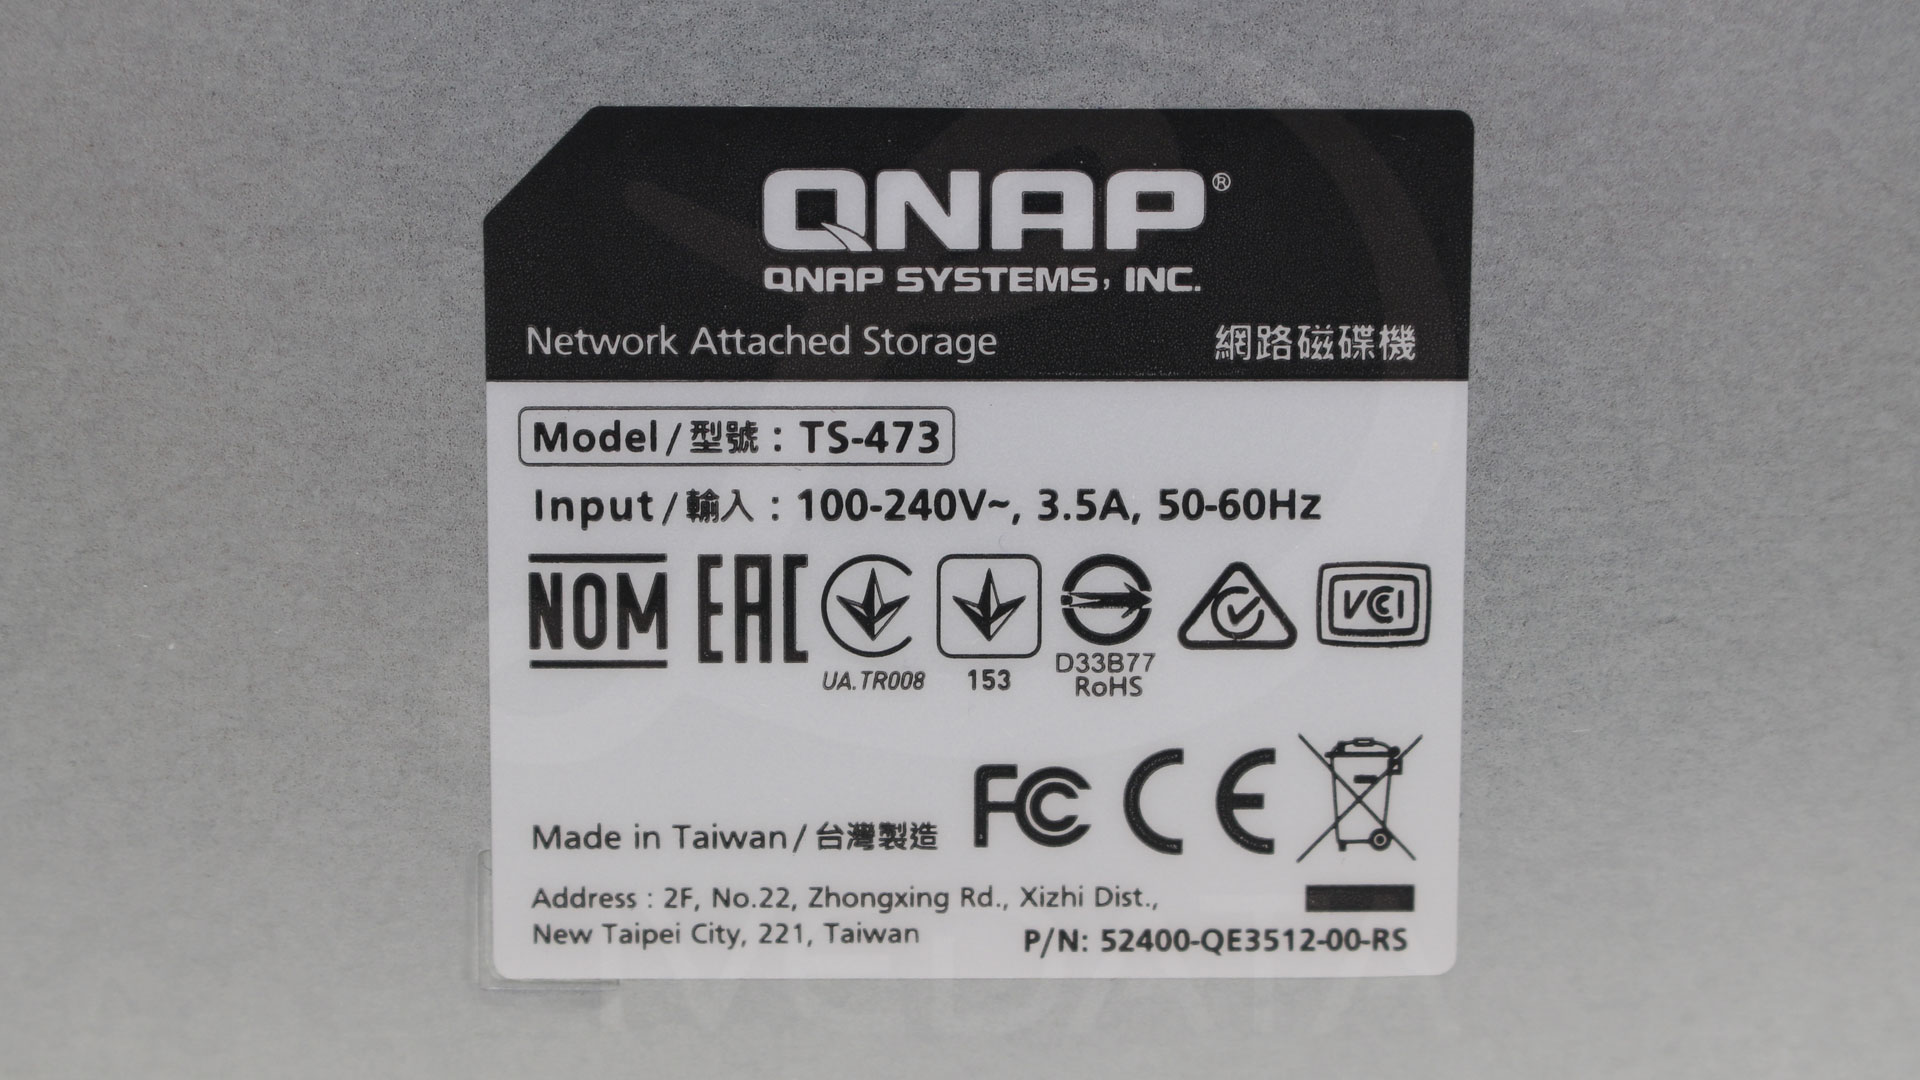 QNAP®
QNAP SYSTEMS, INC.
Network Attached Storage 網路磁碟機
Model/型號：TS-473
Input/輸入：100-240V~, 3.5A, 50-60Hz
NOM EAC VCCI
UA.TR008 153 D33B77
RoHS
FC CE
Made in Taiwan/台灣製造
Address : 2F, No.22, Zhongxing Rd., Xizhi Dist.,
New Taipei City, 221, Taiwan
P/N: 52400-QE3512-00-RS